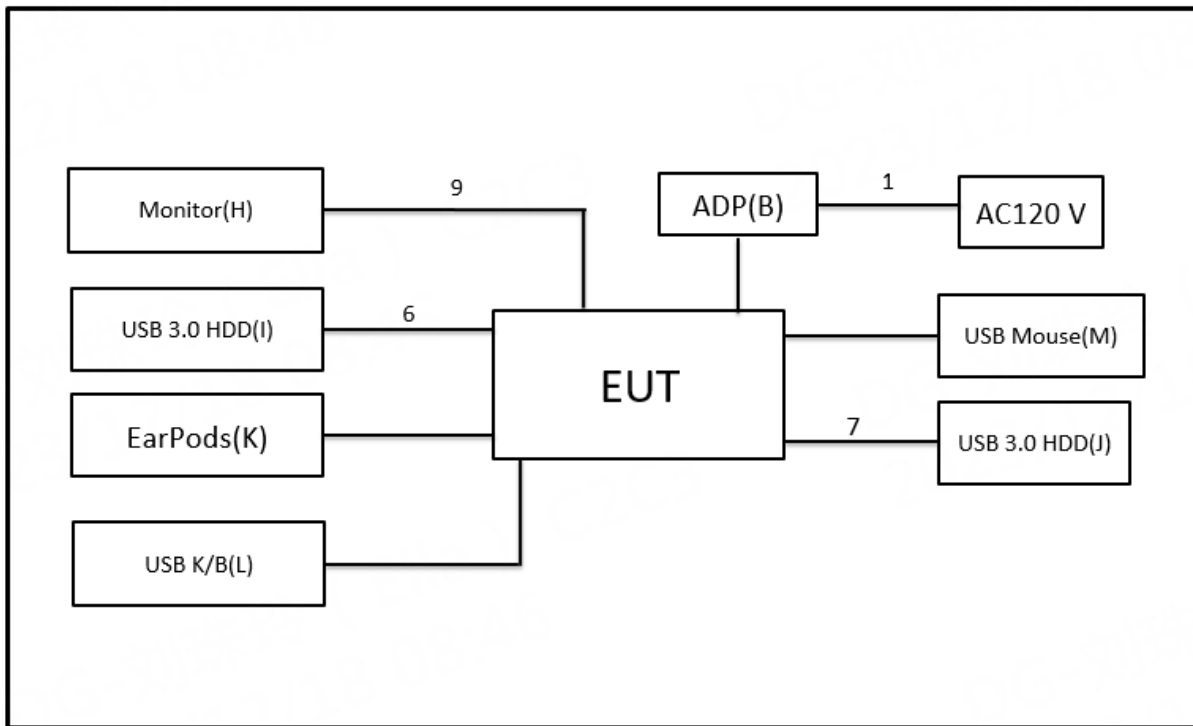 9
Monitor(H)
ADP(B)
1
AC120 V
6
USB 3.0 HDD(I)
USB Mouse(M)
EUT
EarPods(K)
7
USB 3.0 HDD(J)
USB K/B(L)